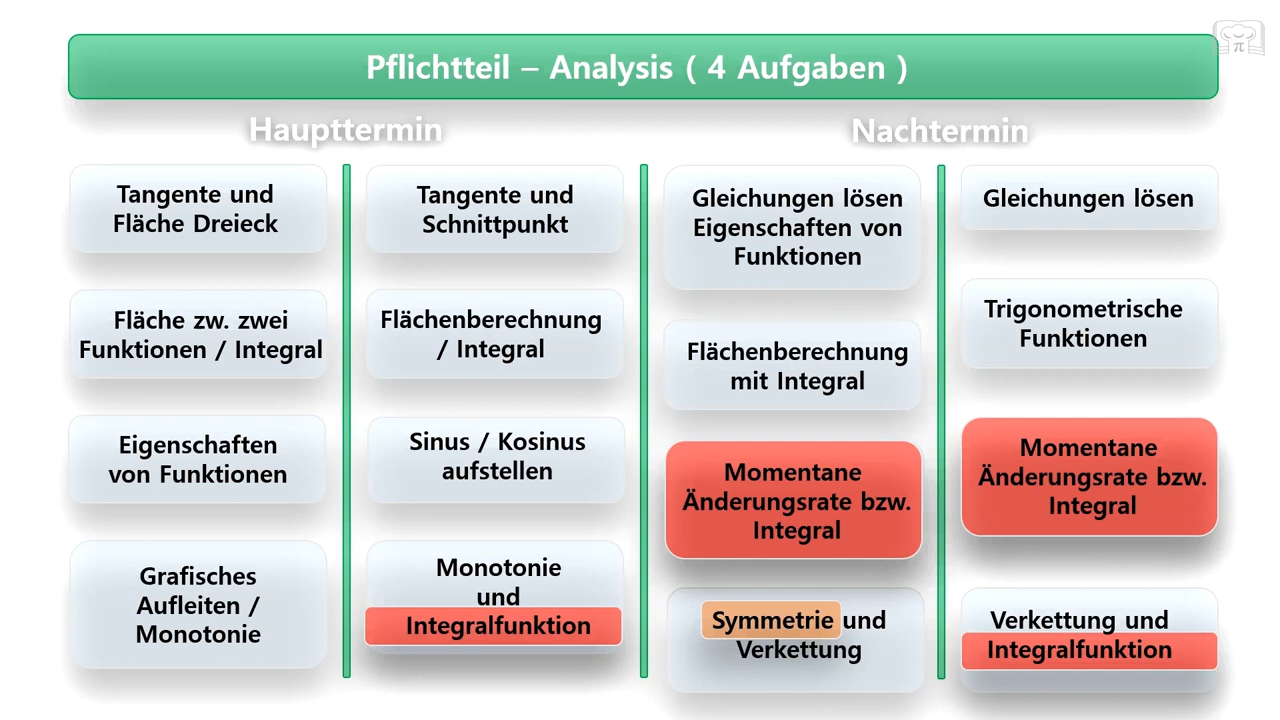 Pflichtteil – Analysis ( 4 Aufgaben )
Haupttermin
Nachtermin
Tangente und
Fläche Dreieck
Fläche zw. zwei
Funktionen / Integral
Eigenschaften
von Funktionen
Grafisches
Aufleiten /
Monotonie
Tangente und
Schnittpunkt
Flächenberechnung
/ Integral
Sinus / Kosinus
aufstellen
Monotonie
und
Integralfunktion
Gleichungen lösen
Eigenschaften von
Funktionen
Flächenberechnung
mit Integral
Momentane
Änderungsrate bzw.
Integral
Symmetrie und
Verkettung
Gleichungen lösen
Trigonometrische
Funktionen
Momentane
Änderungsrate bzw.
Integral
Verkettung und
Integralfunktion
π